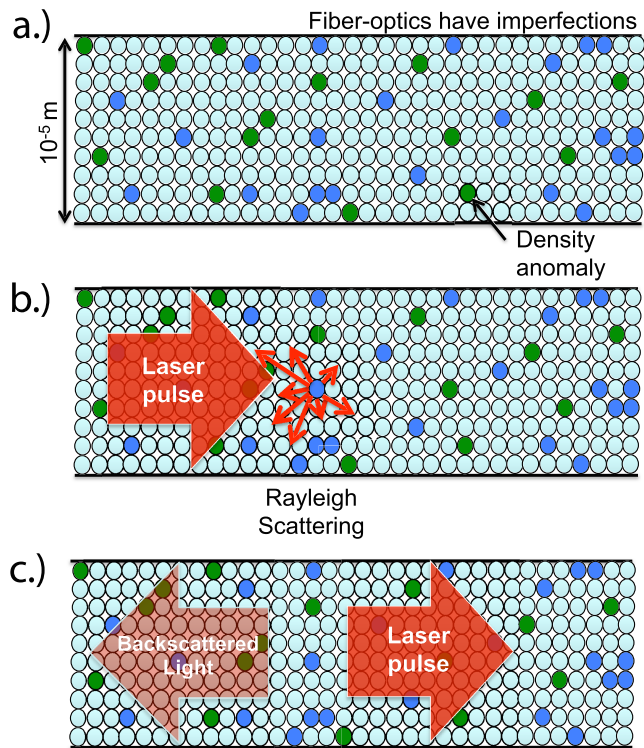 a.)
Fiber-optics have imperfections
10⁻⁵ m
Density
anomaly
b.)
Laser
pulse
Rayleigh
Scattering
c.)
Backscattered
Light
Laser
pulse